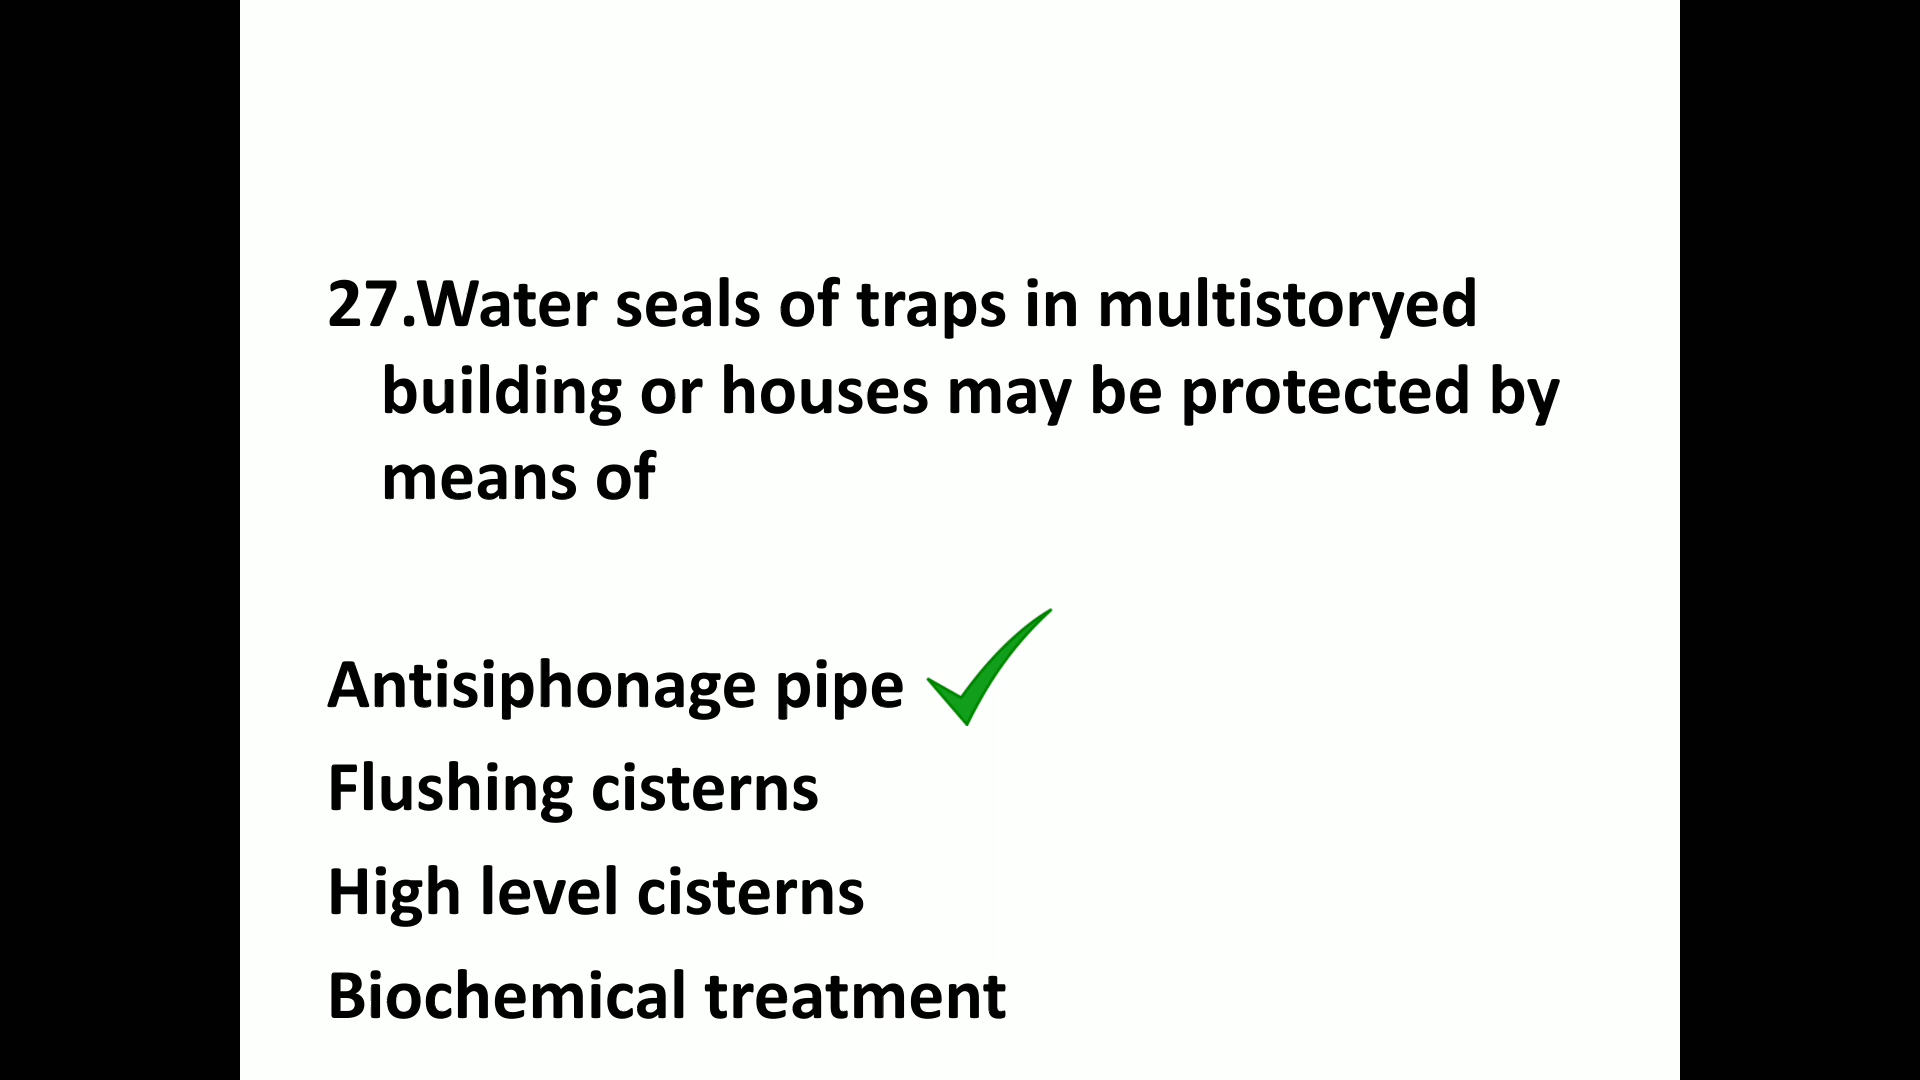 27.Water seals of traps in multistoryed
building or houses may be protected by
means of
Antisiphonage pipe
Flushing cisterns
High level cisterns
Biochemical treatment